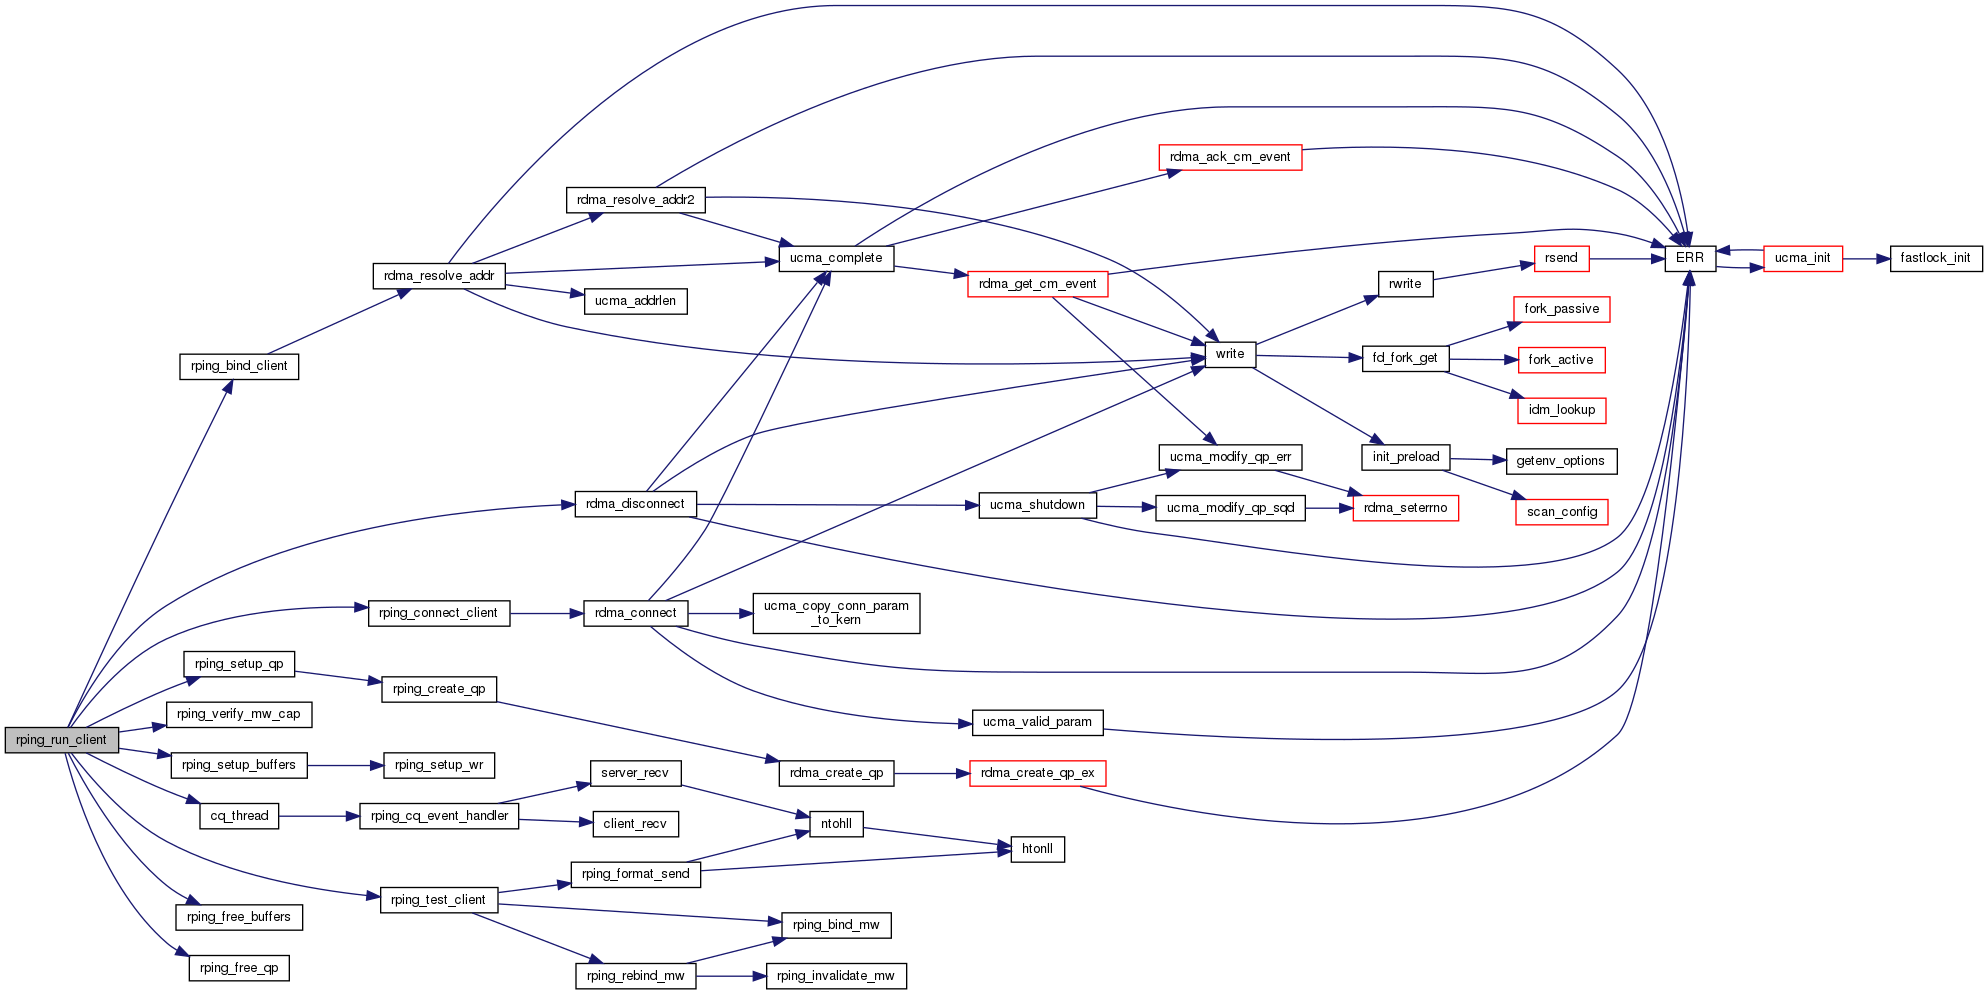 rping_run_client
rping_bind_client
rdma_resolve_addr
rdma_resolve_addr2
ucma_complete
rdma_ack_cm_event
ERR
ucma_init
fastlock_init
rdma_get_cm_event
write
rwrite
rsend
fd_fork_get
fork_passive
fork_active
idm_lookup
init_preload
getenv_options
scan_config
ucma_modify_qp_err
rdma_seterrno
ucma_addrlen
rdma_disconnect
ucma_shutdown
ucma_modify_qp_sqd
rping_connect_client
rdma_connect
ucma_copy_conn_param
_to_kern
ucma_valid_param
rping_setup_qp
rping_create_qp
rdma_create_qp
rdma_create_qp_ex
rping_verify_mw_cap
rping_setup_buffers
rping_setup_wr
cq_thread
rping_cq_event_handler
server_recv
client_recv
ntohll
htonll
rping_test_client
rping_format_send
rping_bind_mw
rping_rebind_mw
rping_invalidate_mw
rping_free_buffers
rping_free_qp